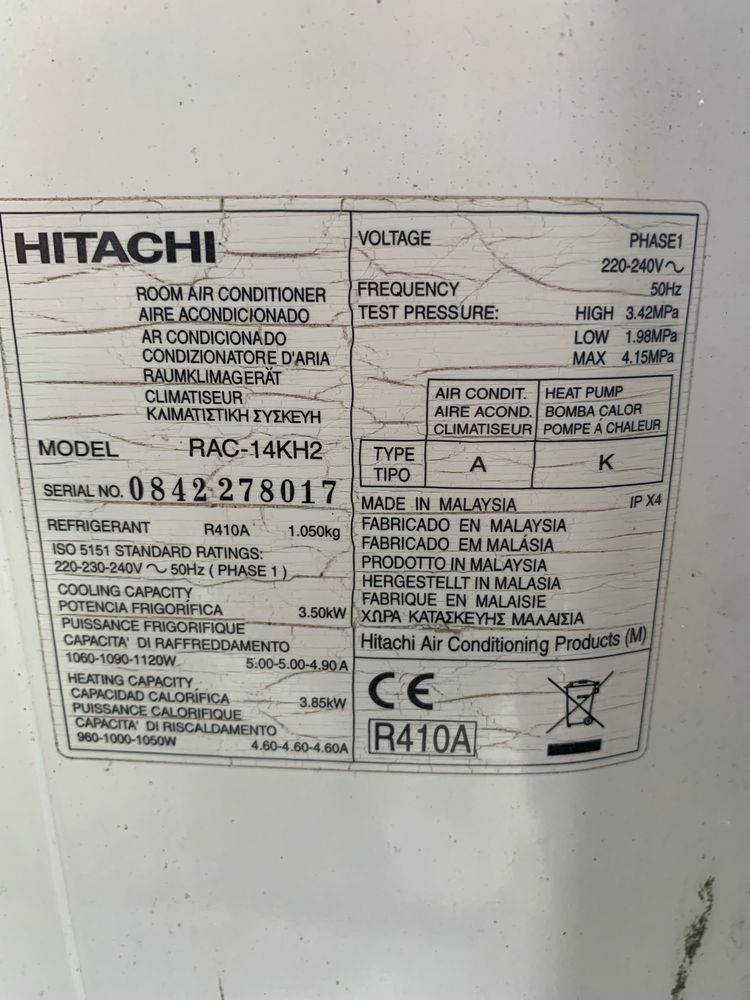 HITACHI
ROOM AIR CONDITIONER
AIRE ACONDICIONADO
AR CONDICIONADO
CONDIZIONATORE D'ARIA
RAUMKLIMAGERÄT
CLIMATISEUR
ΚΛΙΜΑΤΙΣΤΙΚΗ ΣΥΣΚΕΥΗ
MODEL RAC-14KH2
SERIAL NO. 0842 278017
REFRIGERANT R410A 1.050kg
ISO 5151 STANDARD RATINGS:
220-230-240V ~ 50Hz ( PHASE 1 )
COOLING CAPACITY
POTENCIA FRIGORÍFICA 3.50kW
PUISSANCE FRIGORIFIQUE
CAPACITA' DI RAFFREDDAMENTO
1060-1090-1120W 5.00-5.00-4.90 A
HEATING CAPACITY
CAPACIDAD CALORÍFICA 3.85kW
PUISSANCE CALORIFIQUE
CAPACITA' DI RISCALDAMENTO
960-1000-1050W 4.60-4.60-4.60A
VOLTAGE PHASE1
220-240V ~
FREQUENCY 50Hz
TEST PRESSURE: HIGH 3.42MPa
LOW 1.98MPa
MAX 4.15MPa
AIR CONDIT. HEAT PUMP
AIRE ACOND. BOMBA CALOR
CLIMATISEUR POMPE Á CHALEUR
TYPE
TIPO A K
MADE IN MALAYSIA IP X4
FABRICADO EN MALAYSIA
FABRICADO EM MALÁSIA
PRODOTTO IN MALAYSIA
HERGESTELLT IN MALASIA
FABRIQUE EN MALAISIE
ΧΩΡΑ ΚΑΤΑΣΚΕΥΗΣ ΜΑΛΑΙΣΙΑ
Hitachi Air Conditioning Products (M)
CE
R410A